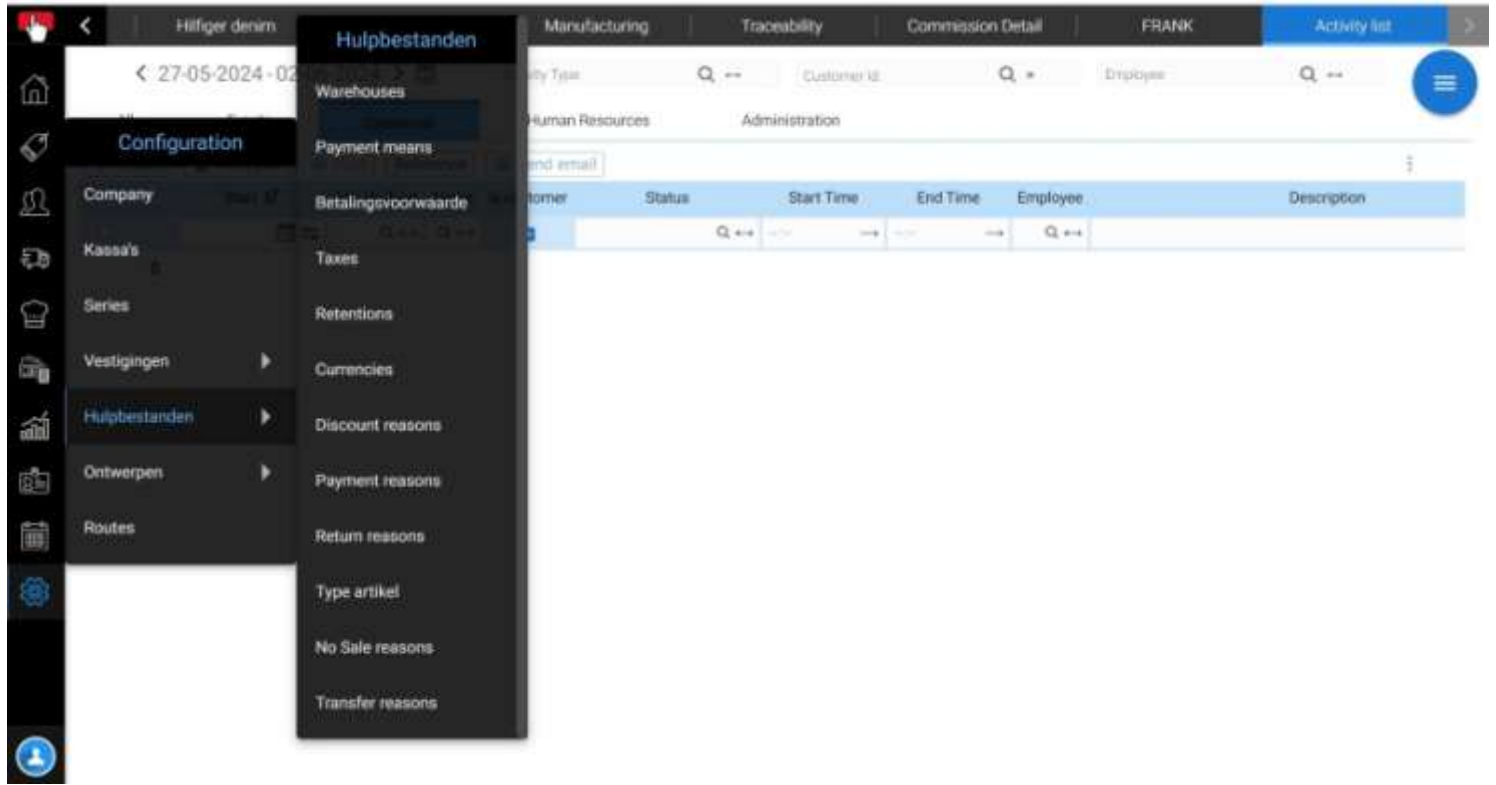 Hilfiger denim
Manufacturing
Traceability
Commission Detail
FRANK
Activity list
Hulpbestanden
27-05-2024 - 02
Customer Id
Employee
Warehouses
Human Resources
Administration
Configuration
Payment means
end email
Company
Status
Start Time
End Time
Employee
Description
Betalingsvoorwaarde
Kassa's
Taxes
Series
Retentions
Vestigingen
Currencies
Hulpbestanden
Discount reasons
Ontwerpen
Payment reasons
Routes
Return reasons
Type artikel
No Sale reasons
Transfer reasons